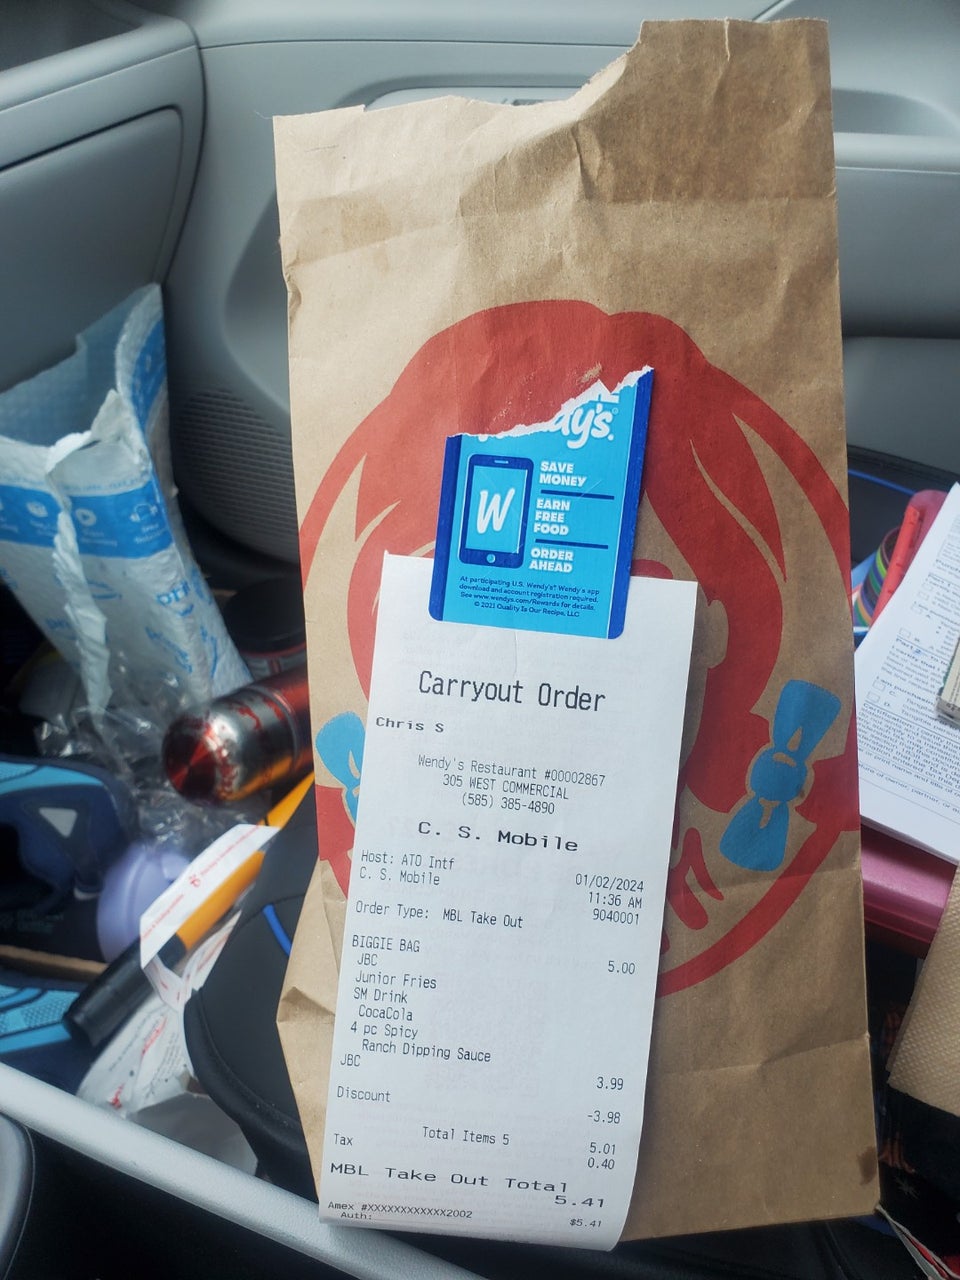 dy's.
W
SAVE
MONEY
EARN
FREE
FOOD
ORDER
AHEAD
At participating U.S. Wendy's® Wendy's app
download and account registration required.
See www.wendys.com/Rewards for details.
© 2021 Quality Is Our Recipe, LLC
Carryout Order
Chris S
Wendy's Restaurant #00002867
305 WEST COMMERCIAL
(585) 385-4890
C. S. Mobile
Host: ATO Intf 01/02/2024
C. S. Mobile 11:36 AM
9040001
Order Type: MBL Take Out
BIGGIE BAG 5.00
JBC
Junior Fries
SM Drink
CocaCola
4 pc Spicy
Ranch Dipping Sauce
JBC 3.99
Discount -3.98
Total Items 5 5.01
Tax 0.40
MBL Take Out Total
5.41
Amex #XXXXXXXXXXXX2002 $5.41
Auth: